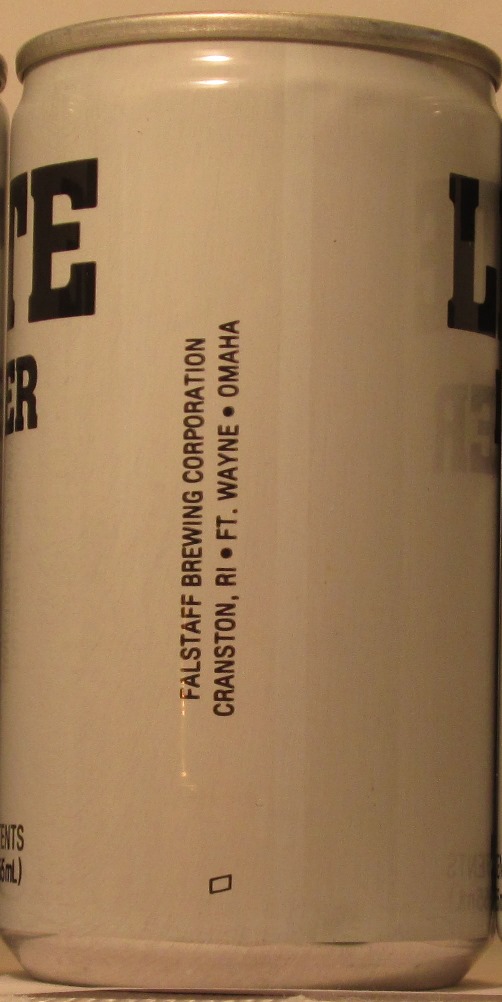 TE
ER
FALSTAFF BREWING CORPORATION
CRANSTON, RI • FT. WAYNE • OMAHA
L
ENTS
5mL)